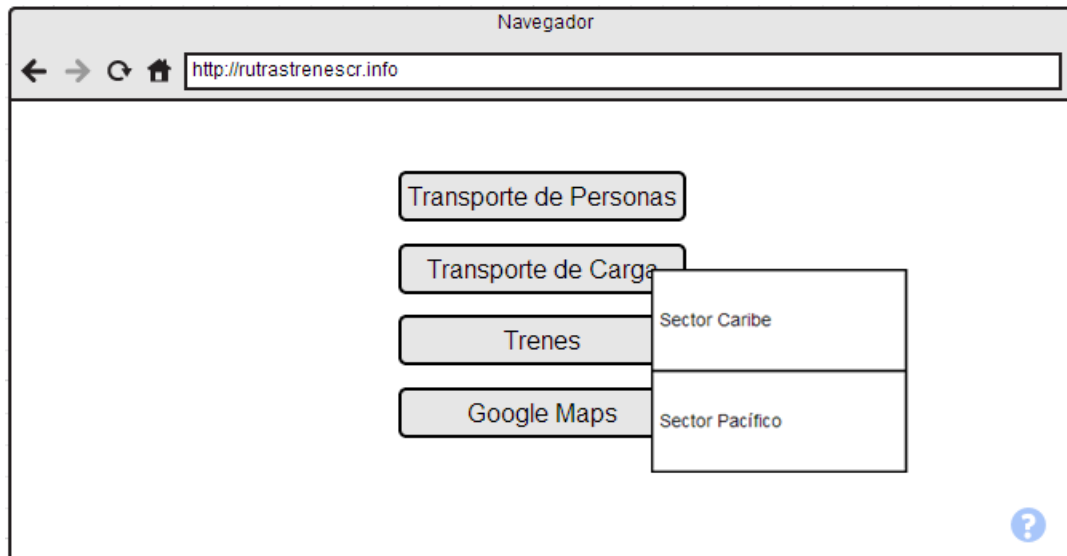 Navegador
http://rutrastrenescr.info
Transporte de Personas
Transporte de Carga
Sector Caribe
Trenes
Google Maps
Sector Pacífico
?